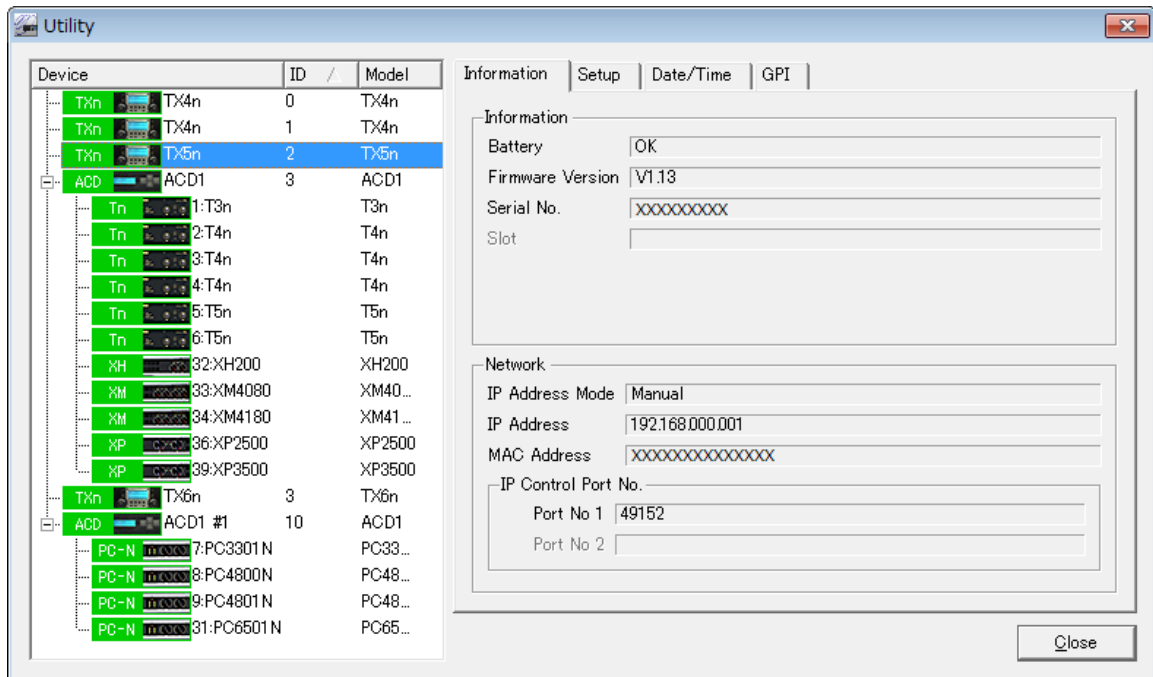 Utility
Device ID Model
TXn TX4n 0 TX4n
TXn TX4n 1 TX4n
TXn TX5n 2 TX5n
ACD ACD1 3 ACD1
Tn 1:T3n T3n
Tn 2:T4n T4n
Tn 3:T4n T4n
Tn 4:T4n T4n
Tn 5:T5n T5n
Tn 6:T5n T5n
XH 32:XH200 XH200
XM 33:XM4080 XM40...
XM 34:XM4180 XM41...
XP 36:XP2500 XP2500
XP 39:XP3500 XP3500
TXn TX6n 3 TX6n
ACD ACD1 #1 10 ACD1
PC-N 7:PC3301N PC33...
PC-N 8:PC4800N PC48...
PC-N 9:PC4801N PC48...
PC-N 31:PC6501N PC65...
Information Setup Date/Time GPI
Information
Battery OK
Firmware Version V1.13
Serial No. XXXXXXXXX
Slot
Network
IP Address Mode Manual
IP Address 192.168.000.001
MAC Address XXXXXXXXXXXXXX
IP Control Port No.
Port No 1 49152
Port No 2
Close